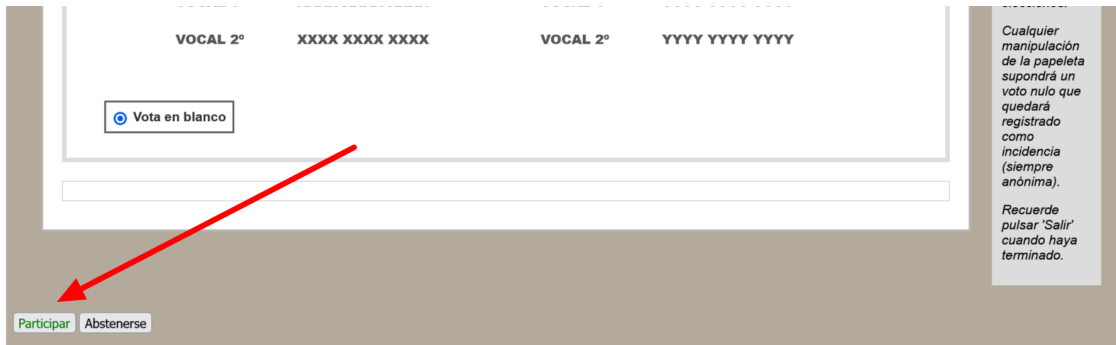 VOCAL 2º XXXX XXXX XXXX VOCAL 2º YYYY YYYY YYYY
Vota en blanco
elecciones.
Cualquier
manipulación
de la papeleta
supondrá un
voto nulo que
quedará
registrado
como
incidencia
(siempre
anónima).
Recuerde
pulsar 'Salir'
cuando haya
terminado.
Participar Abstenerse